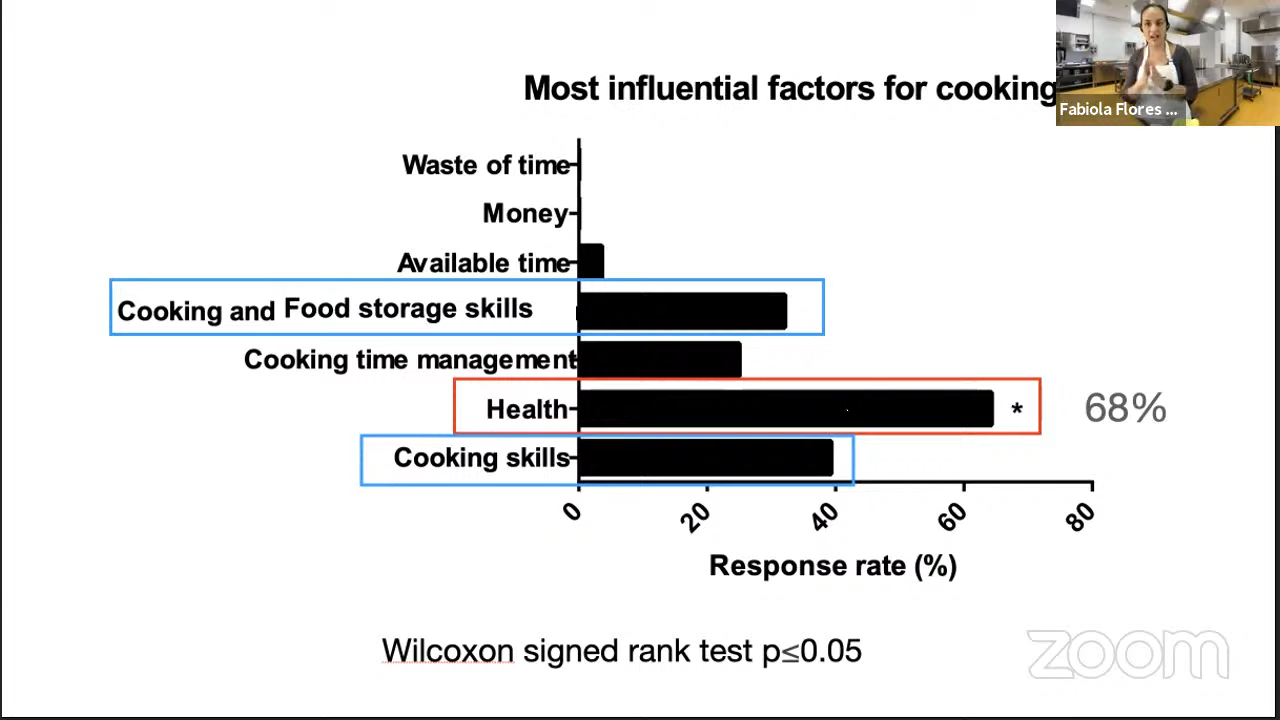 Most influential factors for cooking
Fabiola Flores ...
Waste of time
Money
Available time
Cooking and Food storage skills
Cooking time management
Health
*
68%
Cooking skills
0 20 40 60 80
Response rate (%)
Wilcoxon signed rank test p≤0.05
zoom